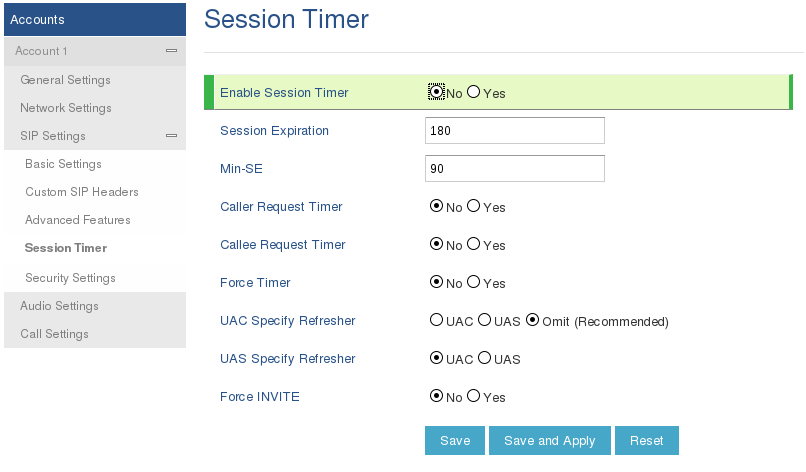 Accounts
Account 1
General Settings
Network Settings
SIP Settings
Basic Settings
Custom SIP Headers
Advanced Features
Session Timer
Security Settings
Audio Settings
Call Settings
Session Timer
Enable Session Timer No Yes
Session Expiration 180
Min-SE 90
Caller Request Timer No Yes
Callee Request Timer No Yes
Force Timer No Yes
UAC Specify Refresher UAC UAS Omit (Recommended)
UAS Specify Refresher UAC UAS
Force INVITE No Yes
Save Save and Apply Reset